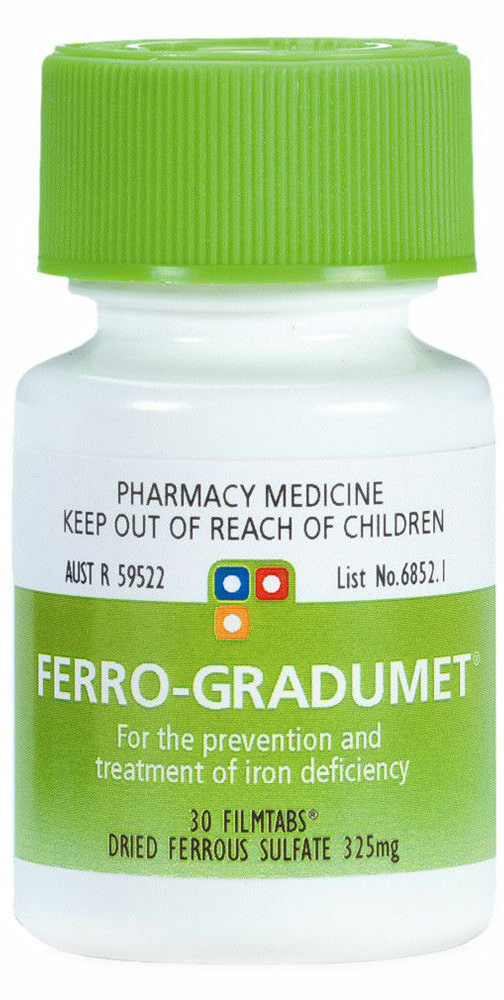 PHARMACY MEDICINE
KEEP OUT OF REACH OF CHILDREN
AUST R 59522 List No.6852.1
FERRO-GRADUMET®
For the prevention and
treatment of iron deficiency
30 FILMTABS®
DRIED FERROUS SULFATE 325mg